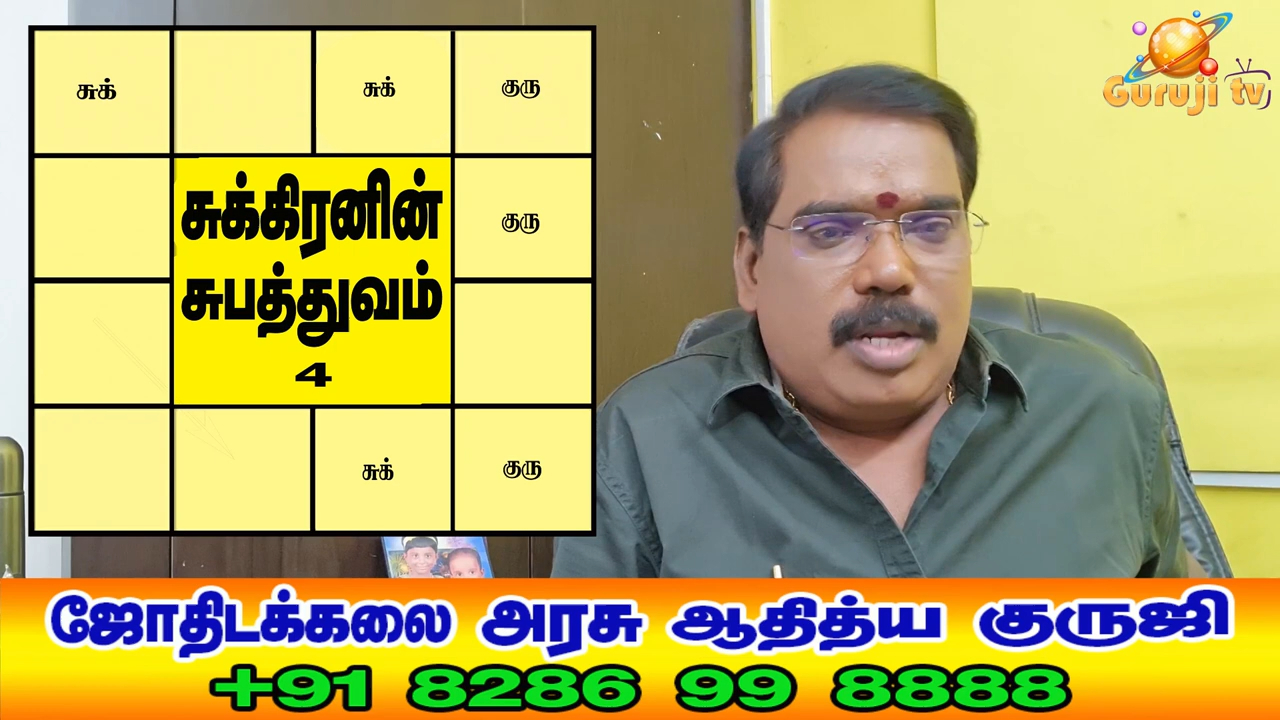 சுக்
சுக்
குரு
Guruji tv
சுக்கிரனின்
குரு
சுபத்துவம்
4
சுக்
குரு
ஜோதிடக்கலை அரசு ஆதித்ய குருஜி
+91 8286 99 8888